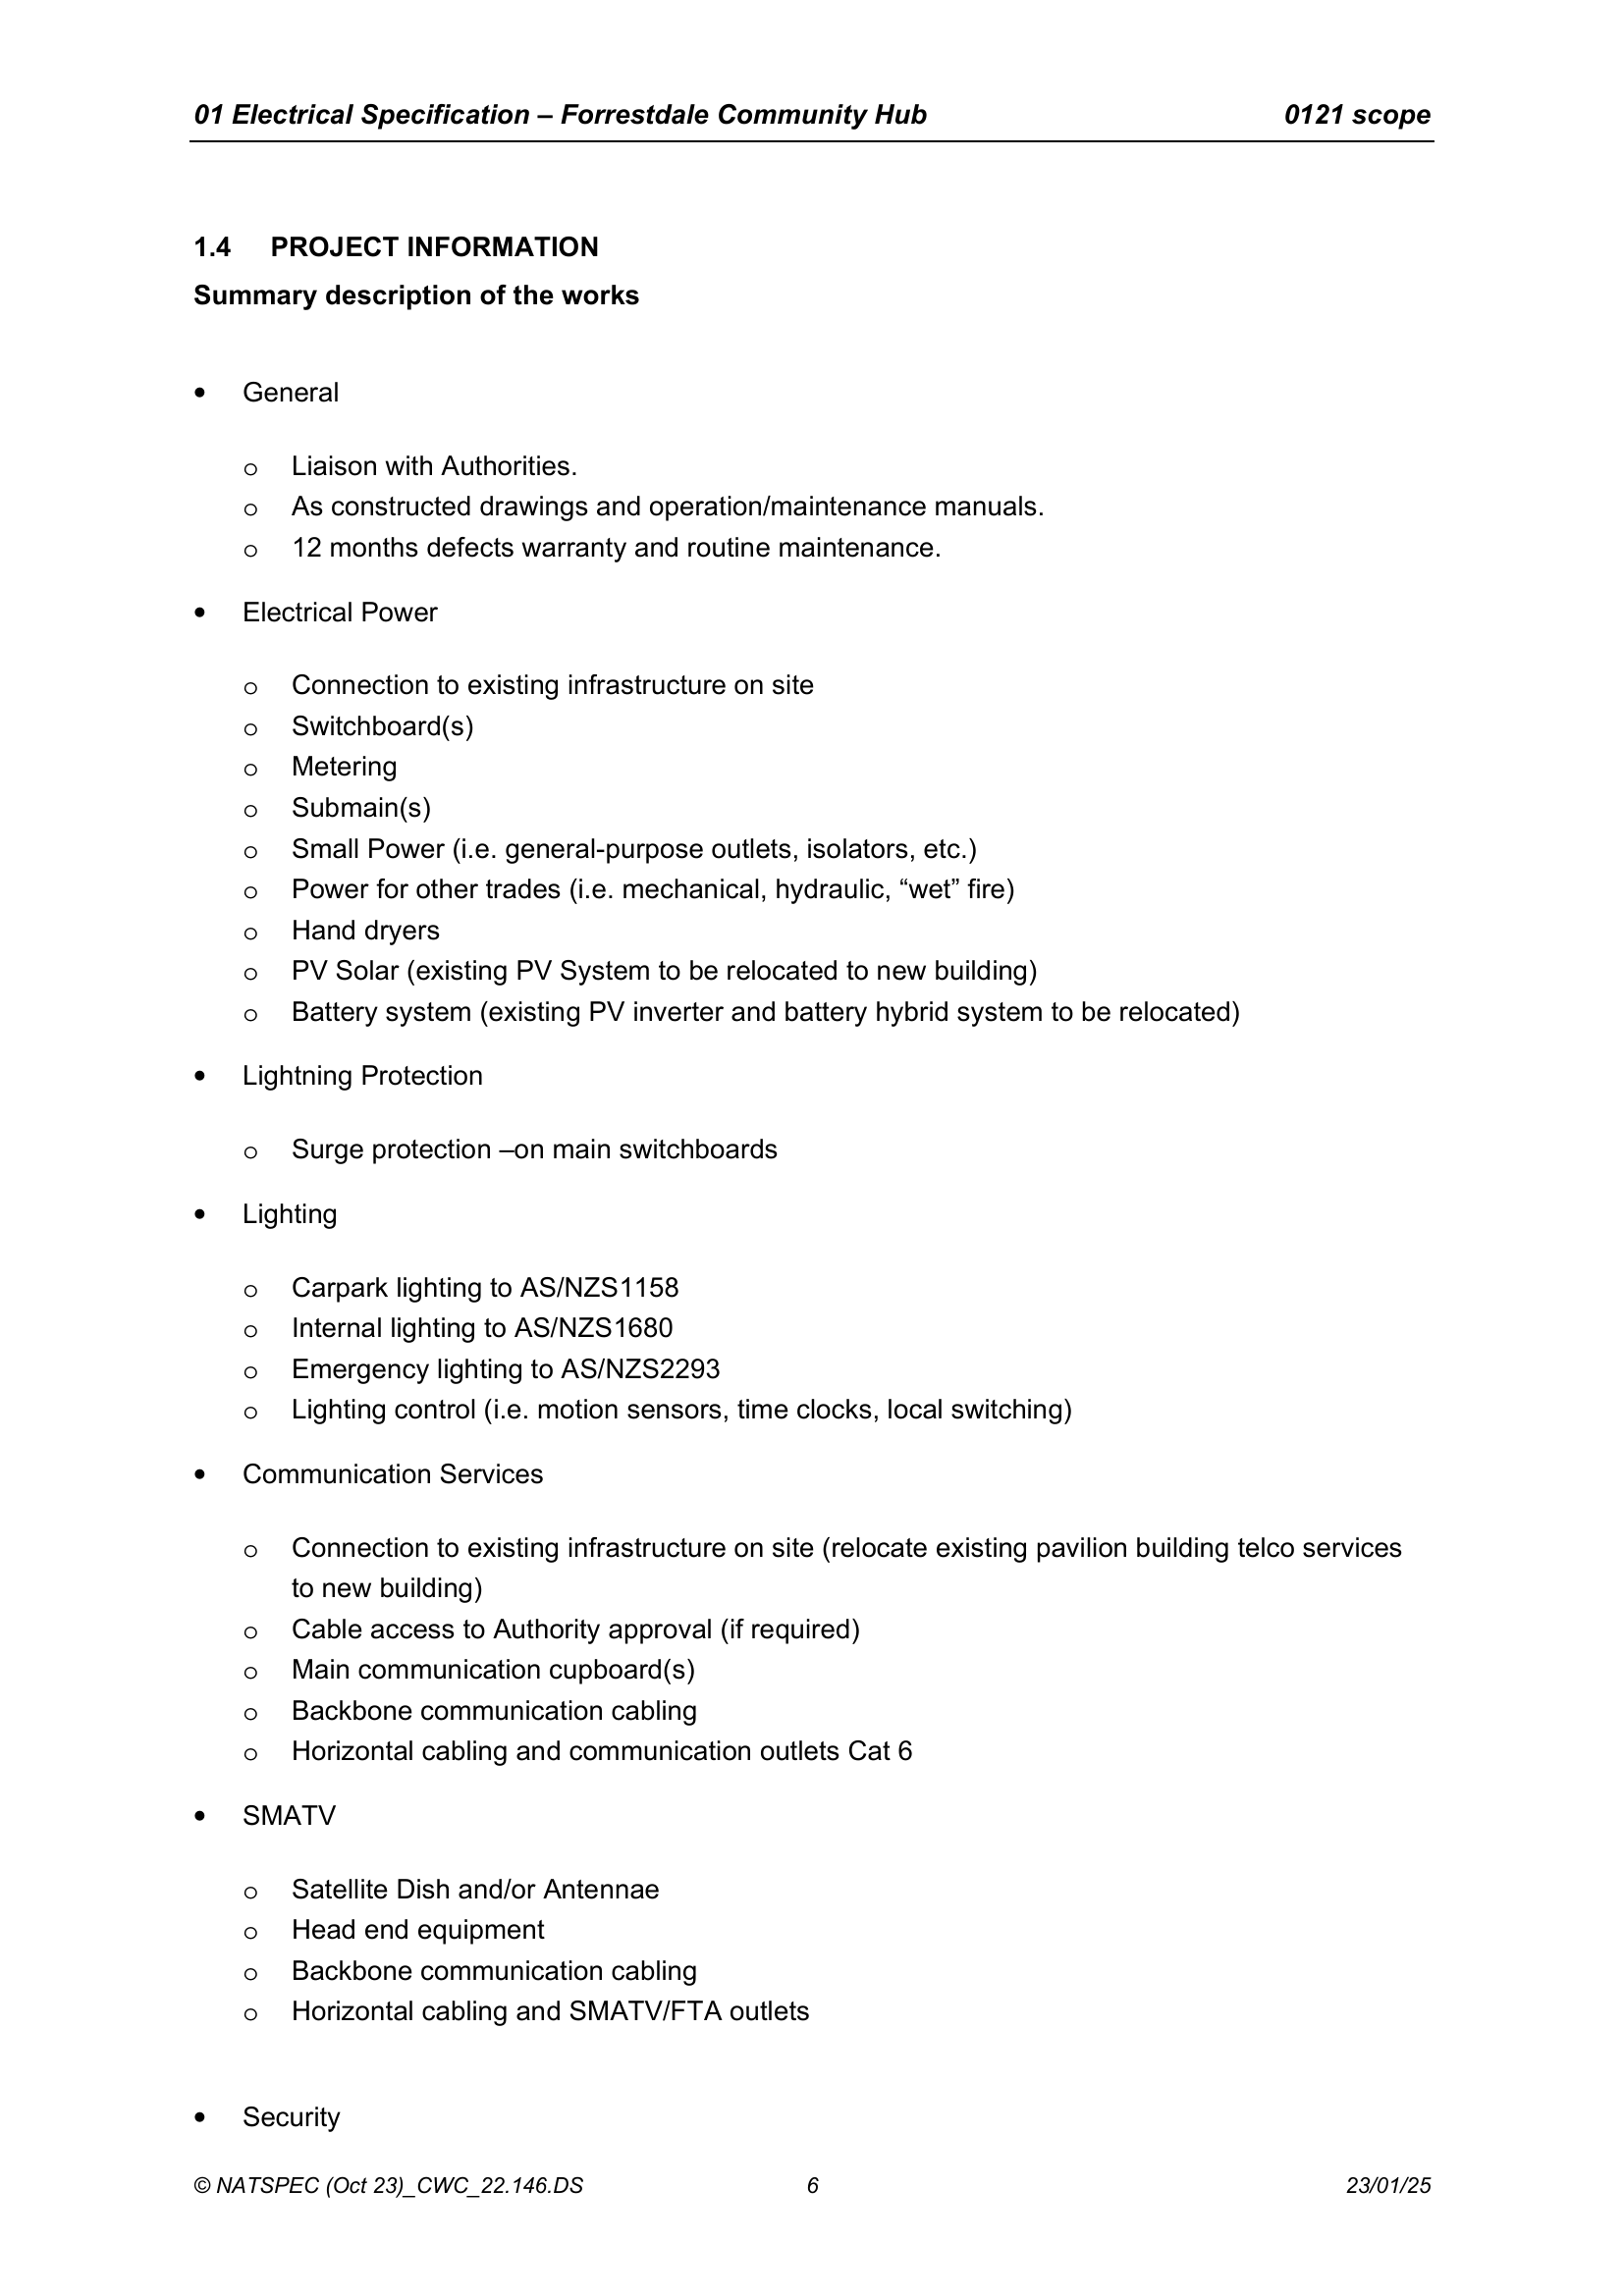 01 Electrical Specification – Forrestdale Community Hub 0121 scope
1.4 PROJECT INFORMATION
Summary description of the works
• General
o Liaison with Authorities.
o As constructed drawings and operation/maintenance manuals.
o 12 months defects warranty and routine maintenance.
• Electrical Power
o Connection to existing infrastructure on site
o Switchboard(s)
o Metering
o Submain(s)
o Small Power (i.e. general-purpose outlets, isolators, etc.)
o Power for other trades (i.e. mechanical, hydraulic, “wet” fire)
o Hand dryers
o PV Solar (existing PV System to be relocated to new building)
o Battery system (existing PV inverter and battery hybrid system to be relocated)
• Lightning Protection
o Surge protection –on main switchboards
• Lighting
o Carpark lighting to AS/NZS1158
o Internal lighting to AS/NZS1680
o Emergency lighting to AS/NZS2293
o Lighting control (i.e. motion sensors, time clocks, local switching)
• Communication Services
o Connection to existing infrastructure on site (relocate existing pavilion building telco services
to new building)
o Cable access to Authority approval (if required)
o Main communication cupboard(s)
o Backbone communication cabling
o Horizontal cabling and communication outlets Cat 6
• SMATV
o Satellite Dish and/or Antennae
o Head end equipment
o Backbone communication cabling
o Horizontal cabling and SMATV/FTA outlets
• Security
© NATSPEC (Oct 23)_CWC_22.146.DS 6 23/01/25